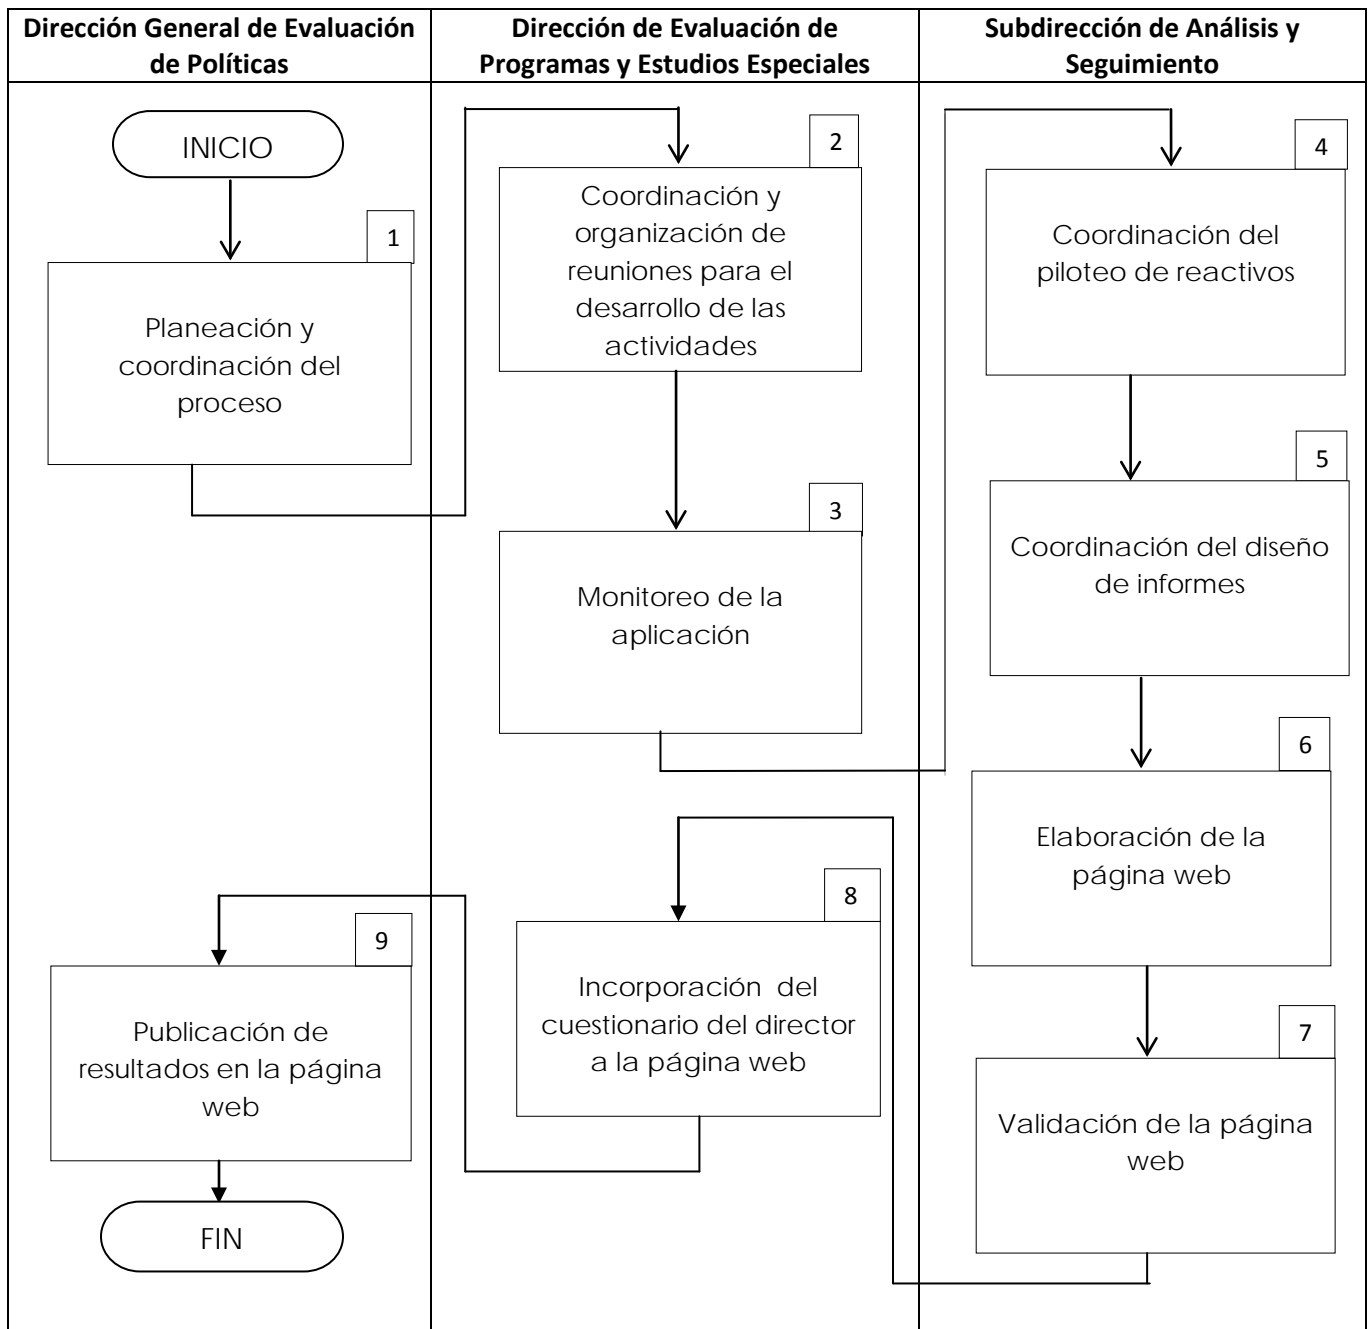 Dirección General de Evaluación
de Políticas
Dirección de Evaluación de
Programas y Estudios Especiales
Subdirección de Análisis y
Seguimiento
INICIO
1
Planeación y
coordinación del
proceso
2
Coordinación y
organización de
reuniones para el
desarrollo de las
actividades
3
Monitoreo de la
aplicación
4
Coordinación del
piloteo de reactivos
5
Coordinación del diseño
de informes
6
Elaboración de la
página web
7
Validación de la página
web
8
Incorporación  del
cuestionario del director
a la página web
9
Publicación de
resultados en la página
web
FIN